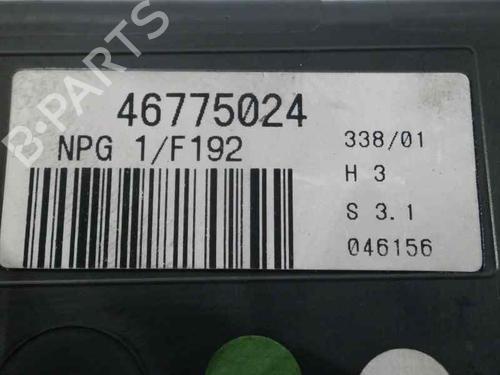 46775024
NPG 1/F192
338/01
H 3
S 3.1
046156
B-PARTS